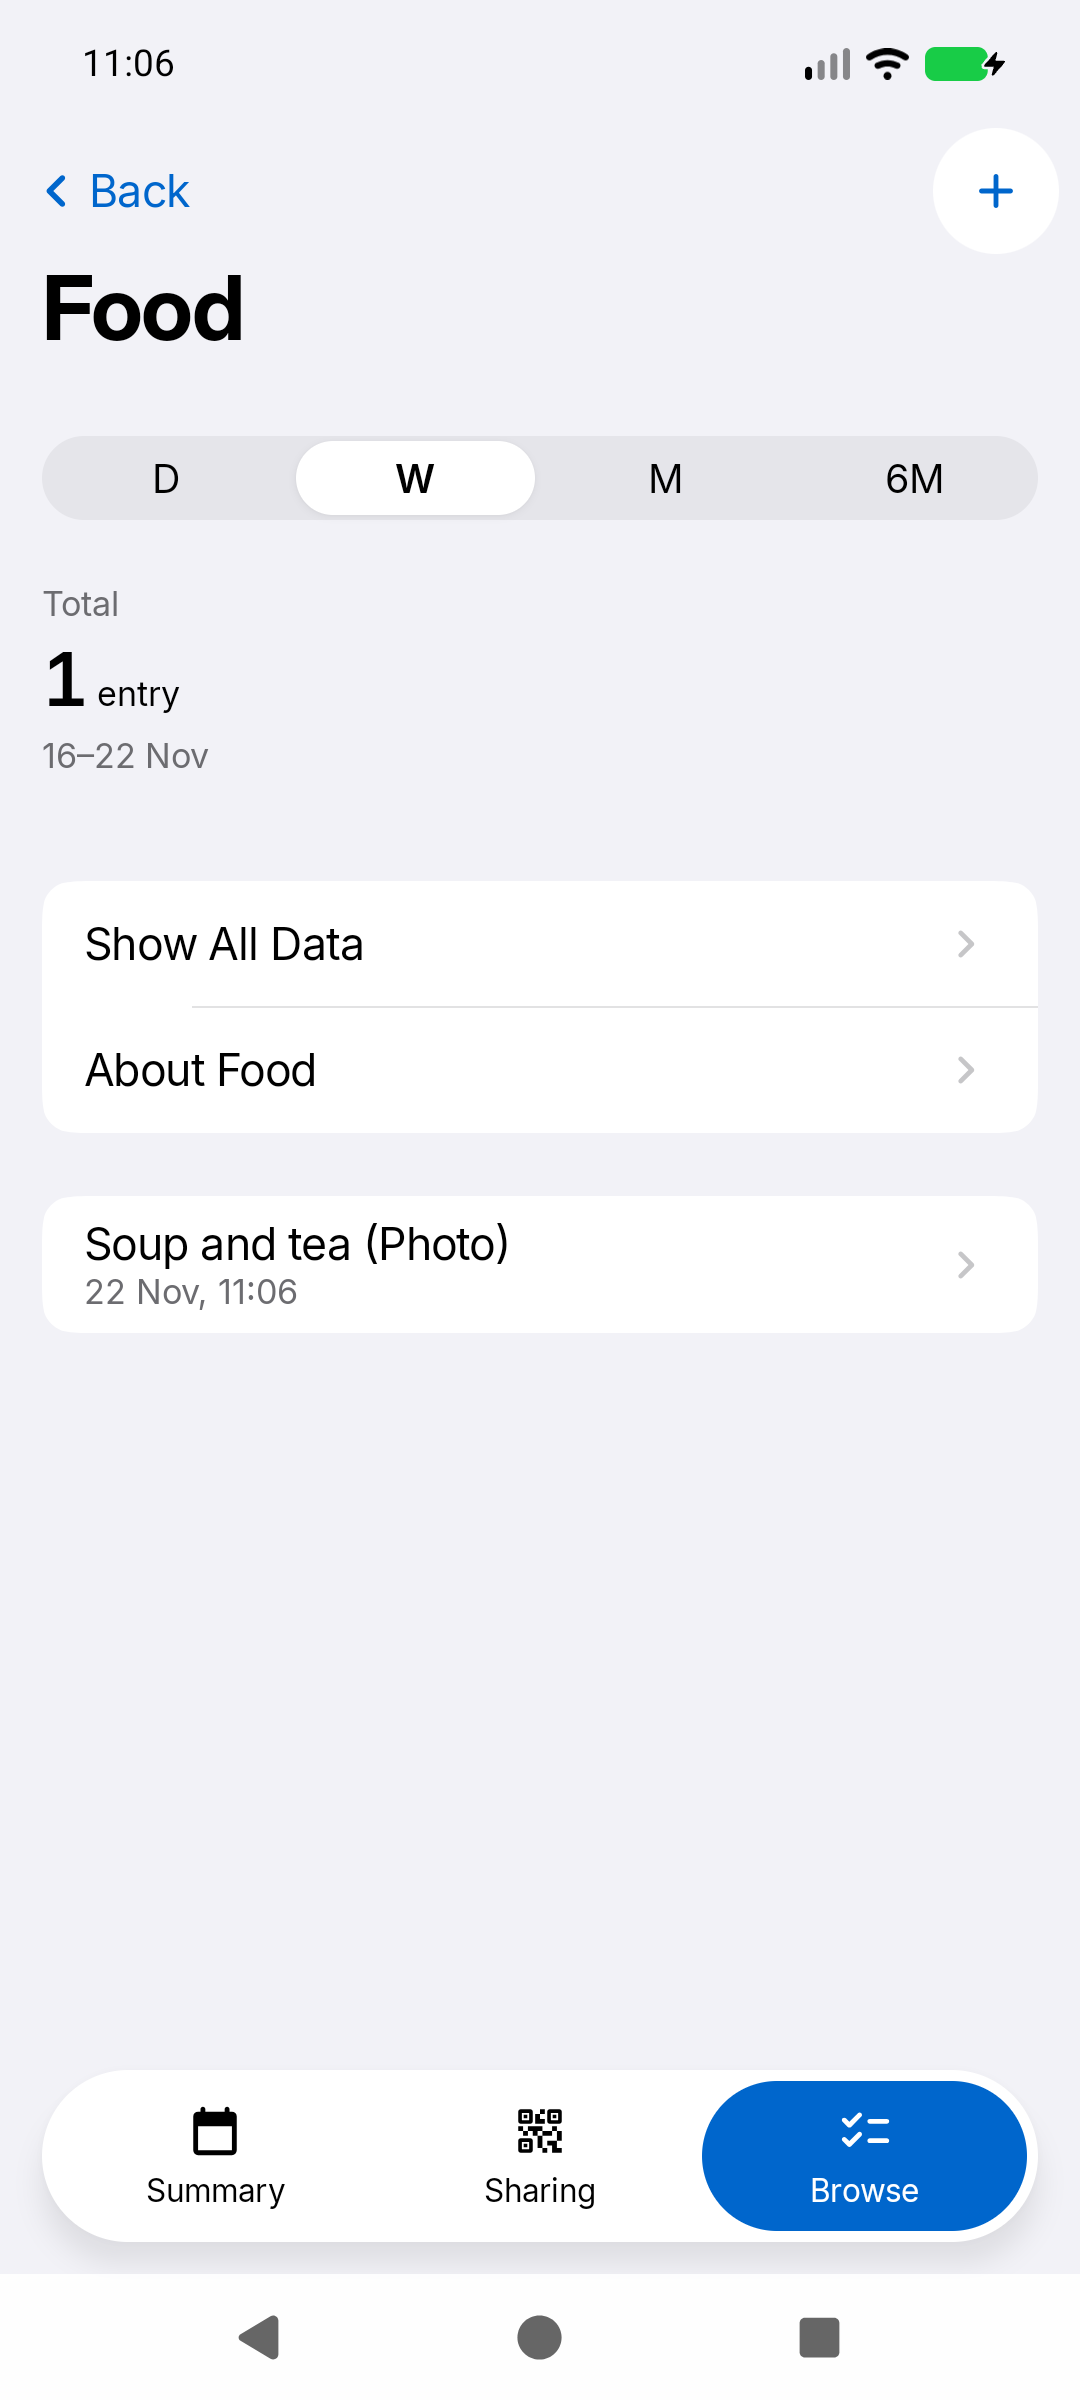 11:06
Back
Food
D W M 6M
Total
1 entry
16–22 Nov
Show All Data
About Food
Soup and tea (Photo)
22 Nov, 11:06
Summary Sharing Browse